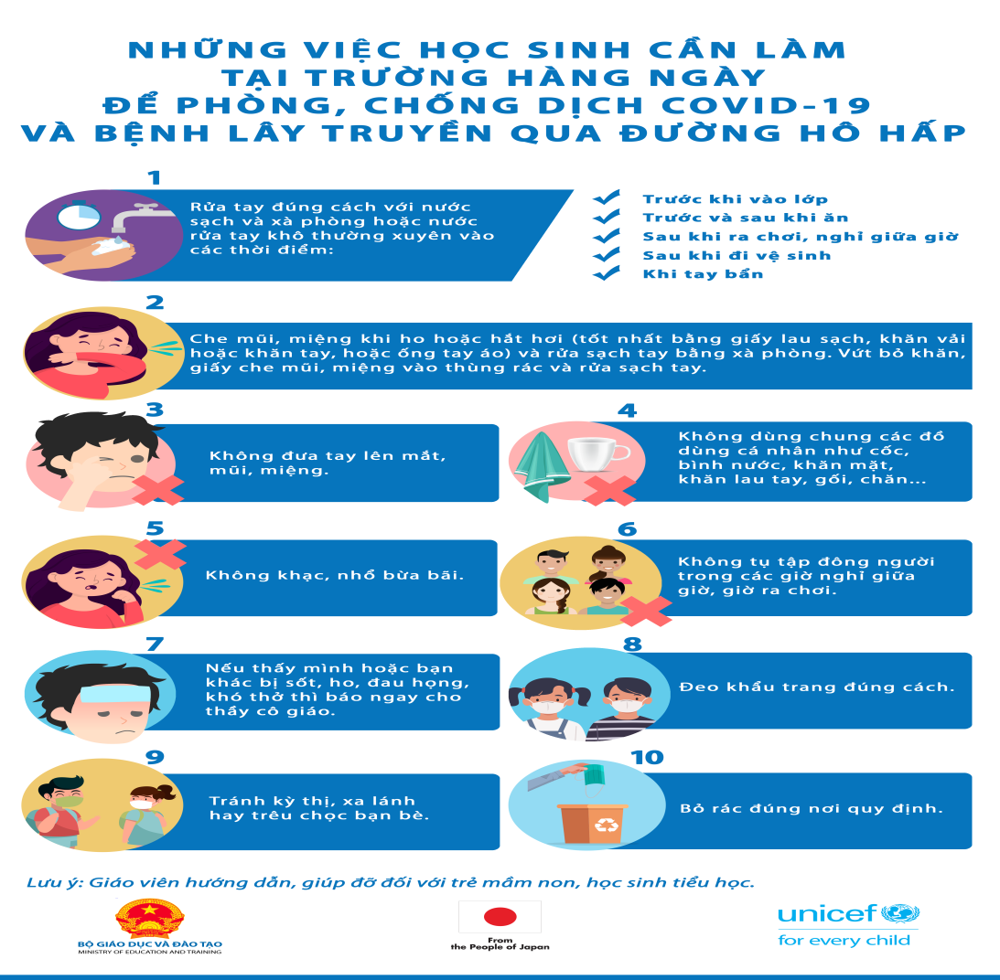 NHỮNG VIỆC HỌC SINH CẦN LÀM
TẠI TRƯỜNG HÀNG NGÀY
ĐỂ PHÒNG, CHỐNG DỊCH COVID-19
VÀ BỆNH LÂY TRUYỀN QUA ĐƯỜNG HÔ HẤP
1
Rửa tay đúng cách với nước
sạch và xà phòng hoặc nước
rửa tay khô thường xuyên vào
các thời điểm:
Trước khi vào lớp
Trước và sau khi ăn
Sau khi ra chơi, nghỉ giữa giờ
Sau khi đi vệ sinh
Khi tay bẩn
2
Che mũi, miệng khi ho hoặc hắt hơi (tốt nhất bằng giấy lau sạch, khăn vải
hoặc khăn tay, hoặc ống tay áo) và rửa sạch tay bằng xà phòng. Vứt bỏ khăn,
giấy che mũi, miệng vào thùng rác và rửa sạch tay.
3
Không đưa tay lên mắt,
mũi, miệng.
4
Không dùng chung các đồ
dùng cá nhân như cốc,
bình nước, khăn mặt,
khăn lau tay, gối, chăn...
5
Không khạc, nhổ bừa bãi.
6
Không tụ tập đông người
trong các giờ nghỉ giữa
giờ, giờ ra chơi.
7
Nếu thấy mình hoặc bạn
khác bị sốt, ho, đau họng,
khó thở thì báo ngay cho
thầy cô giáo.
8
Đeo khẩu trang đúng cách.
9
Tránh kỳ thị, xa lánh
hay trêu chọc bạn bè.
10
Bỏ rác đúng nơi quy định.
Lưu ý: Giáo viên hướng dẫn, giúp đỡ đối với trẻ mầm non, học sinh tiểu học.
BỘ GIÁO DỤC VÀ ĐÀO TẠO
MINISTRY OF EDUCATION AND TRAINING
From
the People of Japan
unicef
for every child